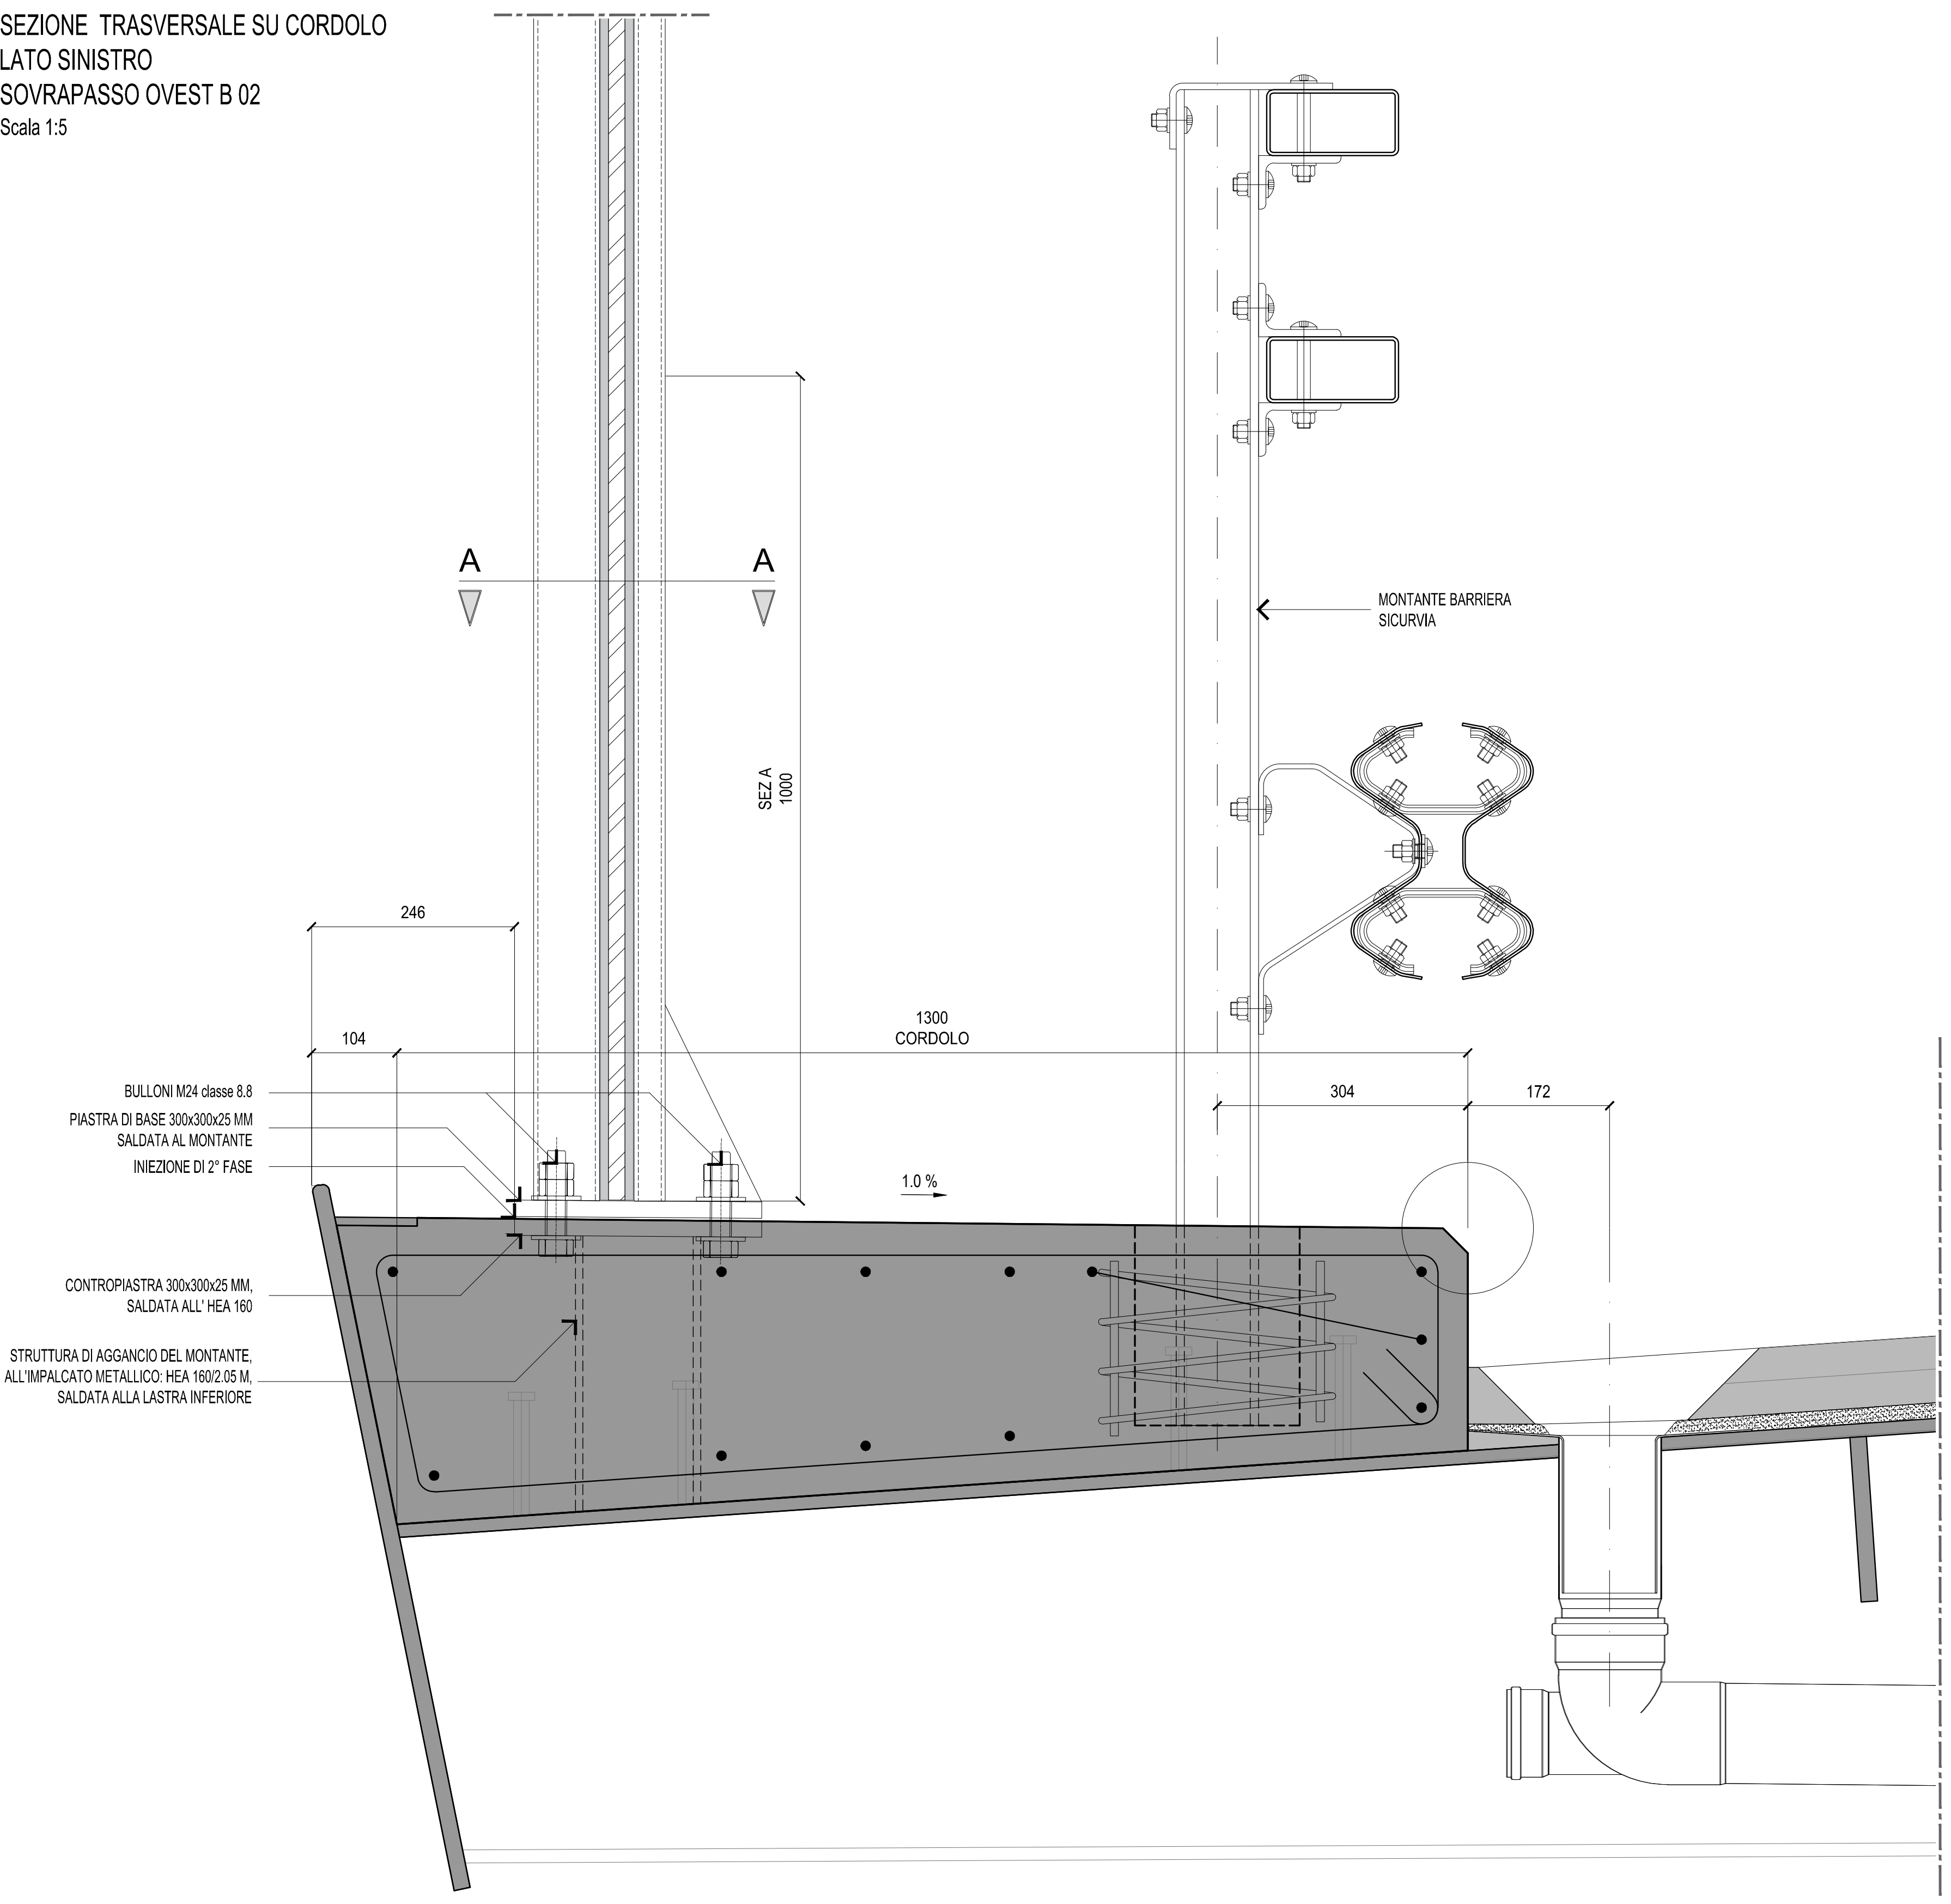 SEZIONE TRASVERSALE SU CORDOLO
LATO SINISTRO
SOVRAPASSO OVEST B 02
Scala 1:5
A
A
MONTANTE BARRIERA
SICURVIA
SEZ A
1000
246
104
1300
CORDOLO
304
172
BULLONI M24 classe 8.8
PIASTRA DI BASE 300x300x25 MM
SALDATA AL MONTANTE
INIEZIONE DI 2° FASE
1.0 %
CONTROPIASTRA 300x300x25 MM,
SALDATA ALL' HEA 160
STRUTTURA DI AGGANCIO DEL MONTANTE,
ALL'IMPALCATO METALLICO: HEA 160/2.05 M,
SALDATA ALLA LASTRA INFERIORE